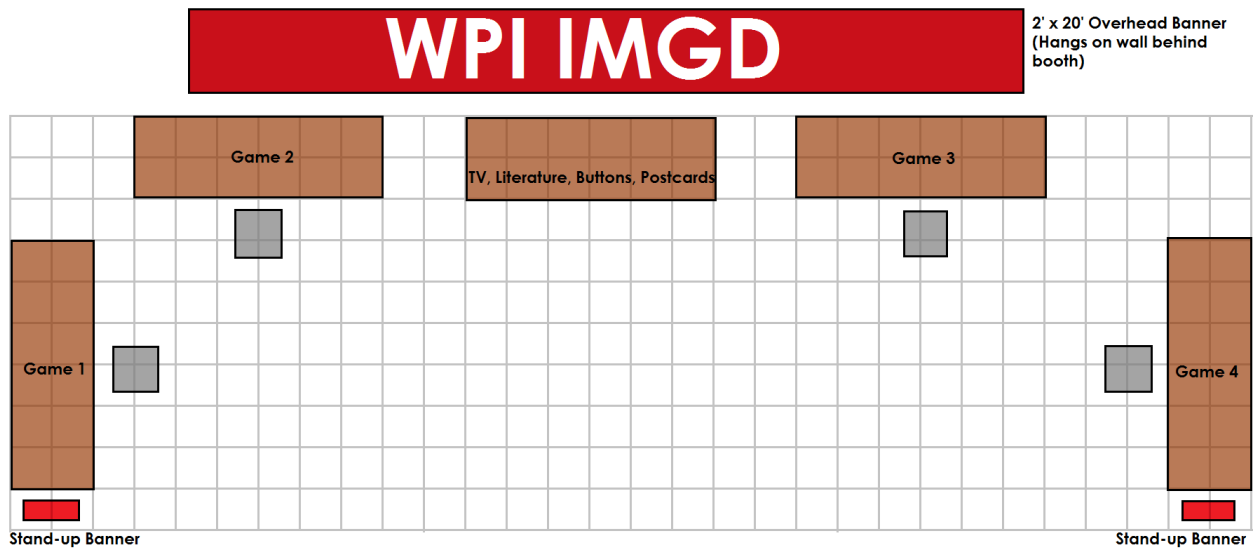 WPI IMGD
2' x 20' Overhead Banner
(Hangs on wall behind
booth)
Game 2
TV, Literature, Buttons, Postcards
Game 3
Game 1
Game 4
Stand-up Banner
Stand-up Banner